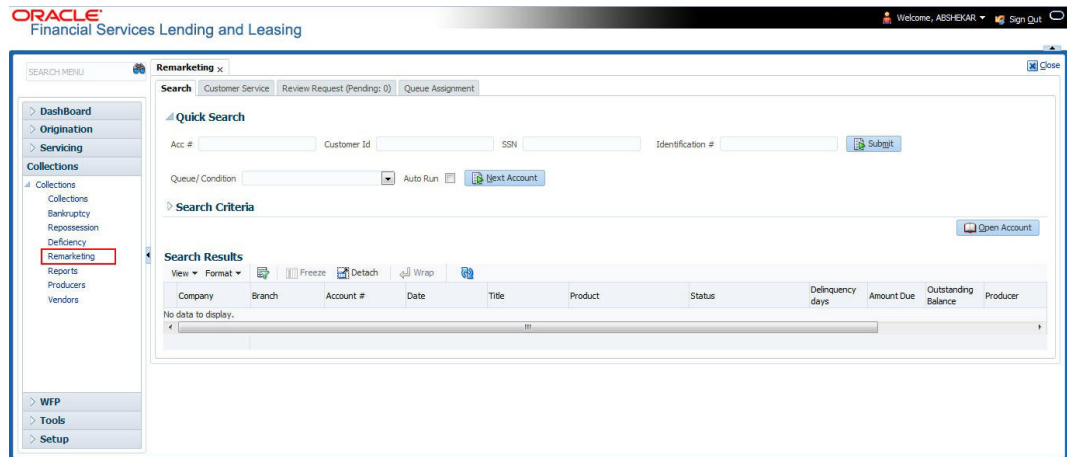 ORACLE
Financial Services Lending and Leasing
Welcome, ABSHEKAR Sign Out
SEARCH MENU
Remarketing x
Close
Search Customer Service Review Request (Pending: 0) Queue Assignment
DashBoard
Origination
Servicing
Collections
Collections
Collections
Bankruptcy
Repossession
Deficiency
Remarketing
Reports
Producers
Vendors
WFP
Tools
Setup
Quick Search
Acc # Customer Id SSN Identification # Submit
Queue/ Condition Auto Run Next Account
Search Criteria
Open Account
Search Results
View Format Freeze Detach Wrap
Company Branch Account # Date Title Product Status Delinquency days Amount Due Outstanding Balance Producer
No data to display.